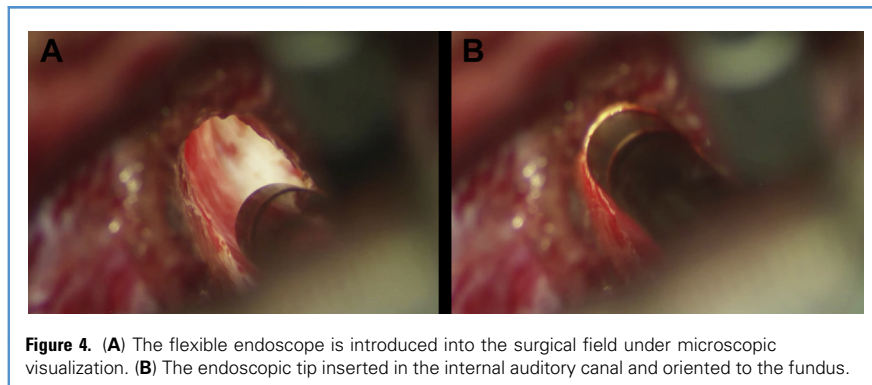 A
B
Figure 4. (A) The flexible endoscope is introduced into the surgical field under microscopic
visualization. (B) The endoscopic tip inserted in the internal auditory canal and oriented to the fundus.